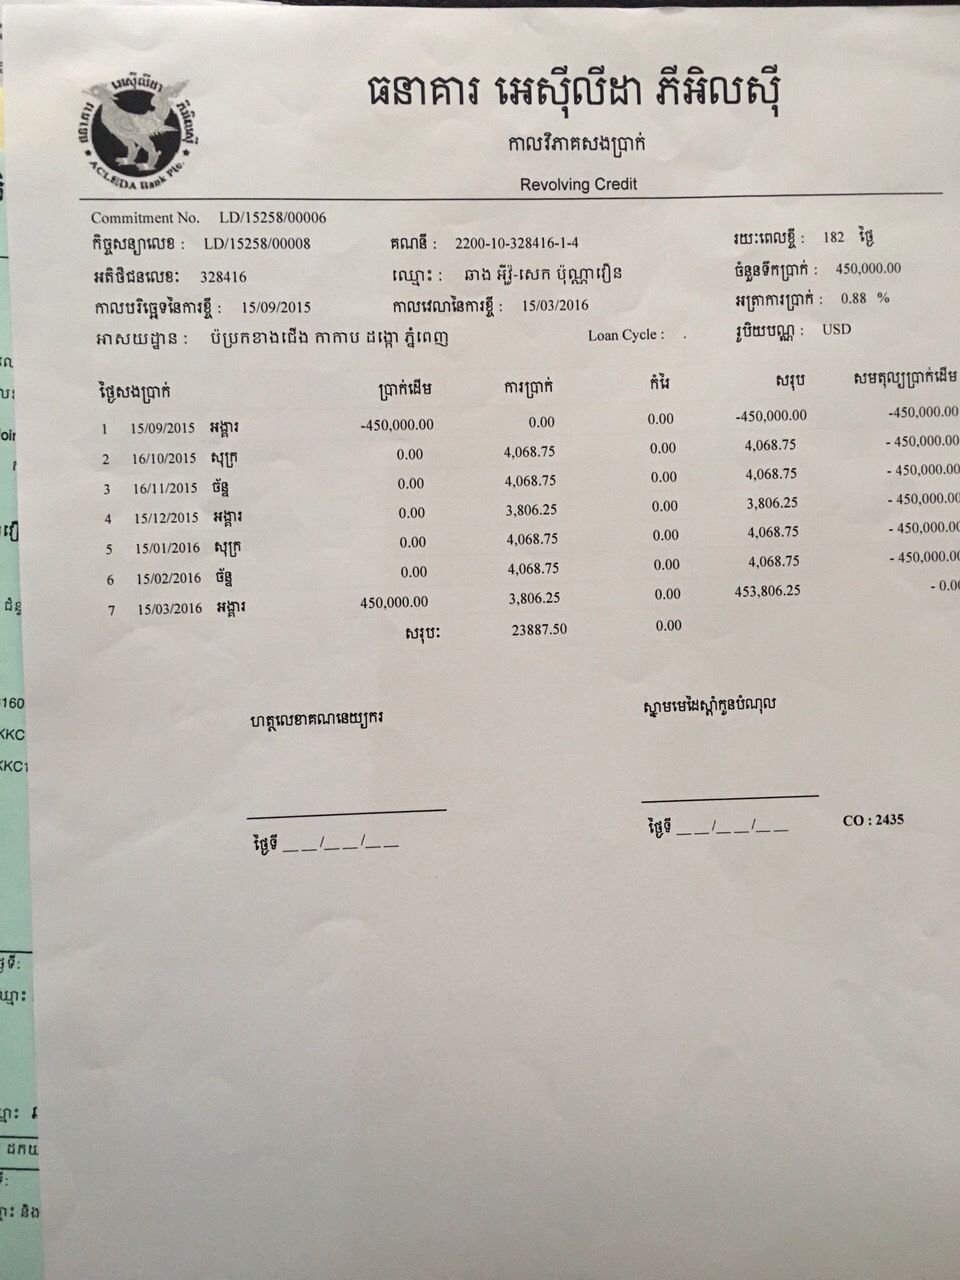 ធនាគារ អេស៊ីលីដា ភីអិលស៊ី
កាលវិភាគសងប្រាក់
Revolving Credit
ACLEDA Bank Plc.
Commitment No. LD/15258/00006
កិច្ចសន្យាលេខ : LD/15258/00008 គណនី : 2200-10-328416-1-4 រយៈពេលខ្ចី : 182 ថ្ងៃ
អតិថិជនលេខ: 328416 ឈ្មោះ : ឆាង អ៊ីវ៉ូ-សេក ប៉ុណ្ណារឿន ចំនួនទឹកប្រាក់ : 450,000.00
កាលបរិច្ឆេទនៃការខ្ចី : 15/09/2015 កាលវេលានៃការខ្ចី : 15/03/2016 អត្រាការប្រាក់ : 0.88 %
អាសយដ្ឋាន : ប៉ប្រកខាងជើង កាកាប ដង្កោ ភ្នំពេញ Loan Cycle : . រូបិយបណ្ណ : USD
ថ្ងៃសងប្រាក់ ប្រាក់ដើម ការប្រាក់ កំរៃ សរុប សមតុល្យប្រាក់ដើម
1 15/09/2015 អង្គារ -450,000.00 0.00 0.00 -450,000.00 -450,000.00
2 16/10/2015 សុក្រ 0.00 4,068.75 0.00 4,068.75 - 450,000.00
3 16/11/2015 ច័ន្ទ 0.00 4,068.75 0.00 4,068.75 - 450,000.00
4 15/12/2015 អង្គារ 0.00 3,806.25 0.00 3,806.25 - 450,000.00
5 15/01/2016 សុក្រ 0.00 4,068.75 0.00 4,068.75 - 450,000.00
6 15/02/2016 ច័ន្ទ 0.00 4,068.75 0.00 4,068.75 - 450,000.00
7 15/03/2016 អង្គារ 450,000.00 3,806.25 0.00 453,806.25 - 0.00
សរុប: 23887.50 0.00
ហត្ថលេខាគណនេយ្យករ ស្នាមមេដៃស្តាំកូនបំណុល
ថ្ងៃទី __ __/__ __/__ __ ថ្ងៃទី __ __/__ __/__ __ CO : 2435